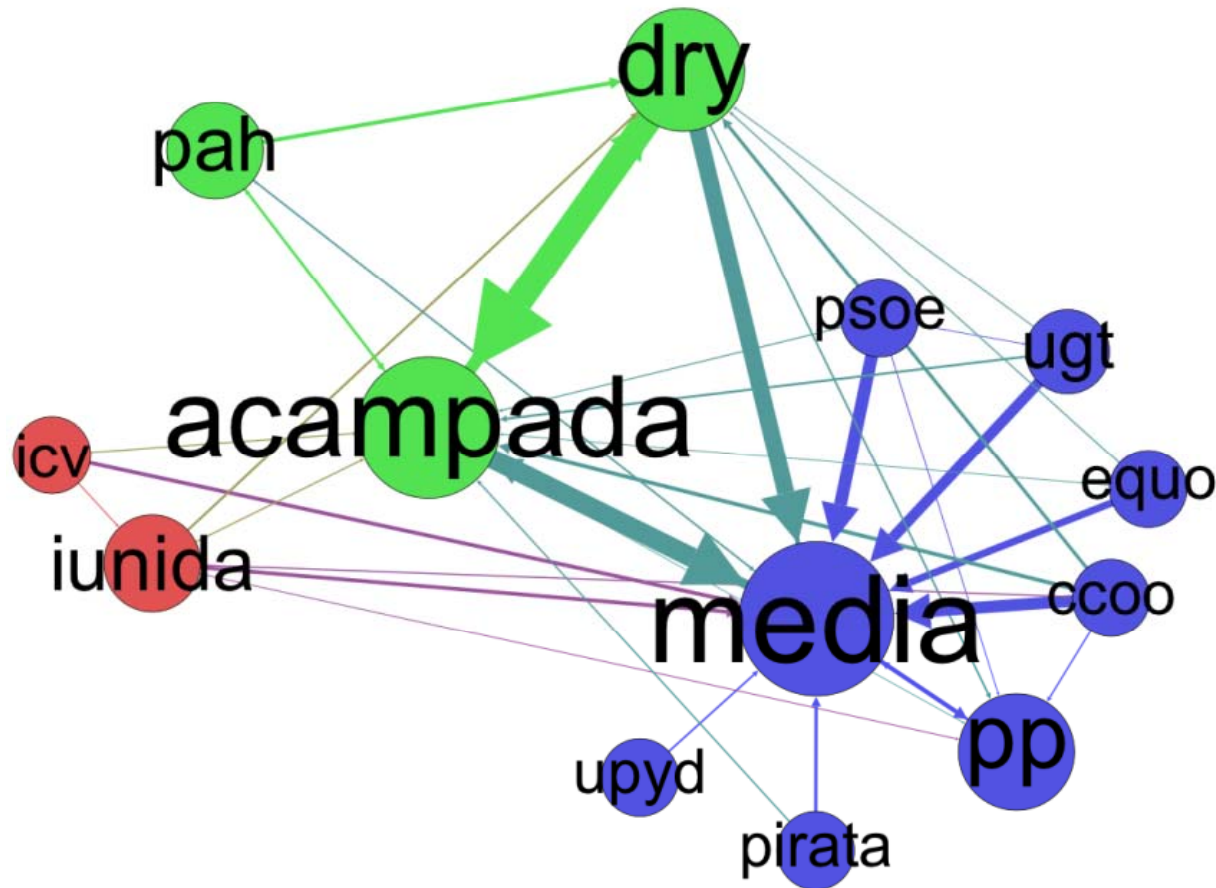 dry
pah
psoe
ugt
acampada
icv
equo
iunida
ccoo
media
pp
upyd
pirata